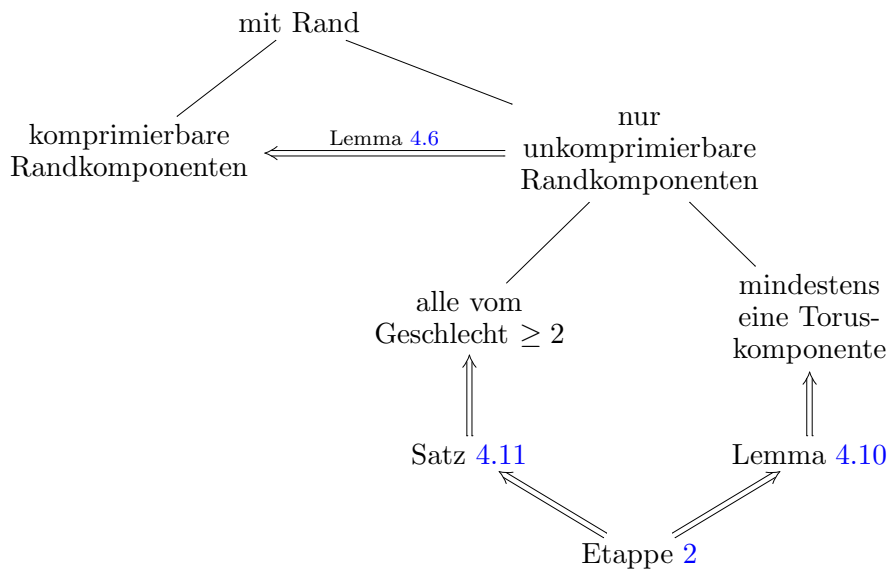 mit Rand
komprimierbare
Randkomponenten
Lemma 4.6
nur
unkomprimierbare
Randkomponenten
alle vom
Geschlecht ≥ 2
mindestens
eine Torus-
komponente
Satz 4.11
Lemma 4.10
Etappe 2